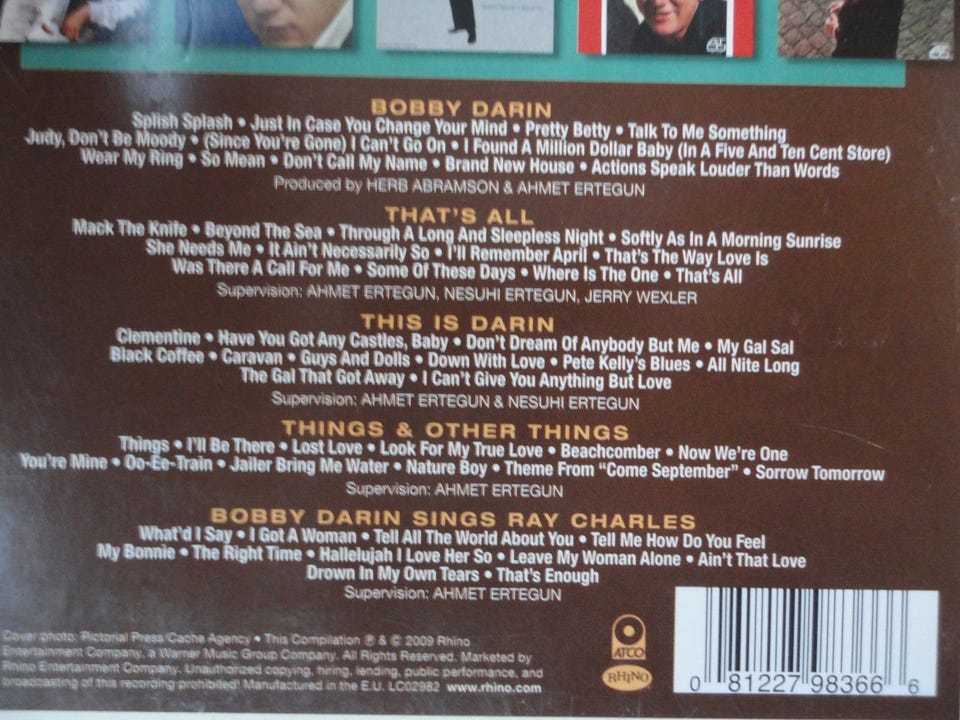 BOBBY DARIN
Splish Splash • Just In Case You Change Your Mind • Pretty Betty • Talk To Me Something
Judy, Don't Be Moody • (Since You're Gone) I Can't Go On • I Found A Million Dollar Baby (In A Five And Ten Cent Store)
Wear My Ring • So Mean • Don't Call My Name • Brand New House • Actions Speak Louder Than Words
Produced by HERB ABRAMSON & AHMET ERTEGUN
THAT'S ALL
Mack The Knife • Beyond The Sea • Through A Long And Sleepless Night • Softly As In A Morning Sunrise
She Needs Me • It Ain't Necessarily So • I'll Remember April • That's The Way Love Is
Was There A Call For Me • Some Of These Days • Where Is The One • That's All
Supervision: AHMET ERTEGUN, NESUHI ERTEGUN, JERRY WEXLER
THIS IS DARIN
Clementine • Have You Got Any Castles, Baby • Don't Dream Of Anybody But Me • My Gal Sal
Black Coffee • Caravan • Guys And Dolls • Down With Love • Pete Kelly's Blues • All Nite Long
The Gal That Got Away • I Can't Give You Anything But Love
Supervision: AHMET ERTEGUN & NESUHI ERTEGUN
THINGS & OTHER THINGS
Things • I'll Be There • Lost Love • Look For My True Love • Beachcomber • Now We're One
You're Mine • Oo-Ee-Train • Jailer Bring Me Water • Nature Boy • Theme From “Come September” • Sorrow Tomorrow
Supervision: AHMET ERTEGUN
BOBBY DARIN SINGS RAY CHARLES
What'd I Say • I Got A Woman • Tell All The World About You • Tell Me How Do You Feel
My Bonnie • The Right Time • Hallelujah I Love Her So • Leave My Woman Alone • Ain't That Love
Drown In My Own Tears • That's Enough
Supervision: AHMET ERTEGUN
Cover photo: Pictorial Press/Cache Agency • This Compilation ℗ & © 2009 Rhino
Entertainment Company, a Warner Music Group Company. All Rights Reserved. Marketed by
Rhino Entertainment Company. Unauthorized copying, hiring, lending, public performance, and
broadcasting of this recording prohibited! Manufactured in the E.U. LC02982 www.rhino.com
ATCO
RHINO
0 81227 98366 6